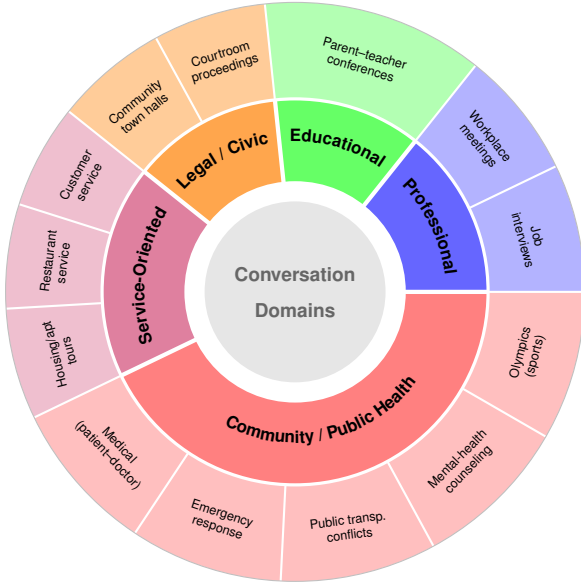 Conversation
Domains
Educational
Parent–teacher
conferences
Professional
Workplace
meetings
Job
interviews
Community / Public Health
Olympics
(sports)
Mental-health
counseling
Public transp.
conflicts
Emergency
response
Medical
(patient–doctor)
Service-Oriented
Housing/apt
tours
Restaurant
service
Customer
service
Legal / Civic
Community
town halls
Courtroom
proceedings